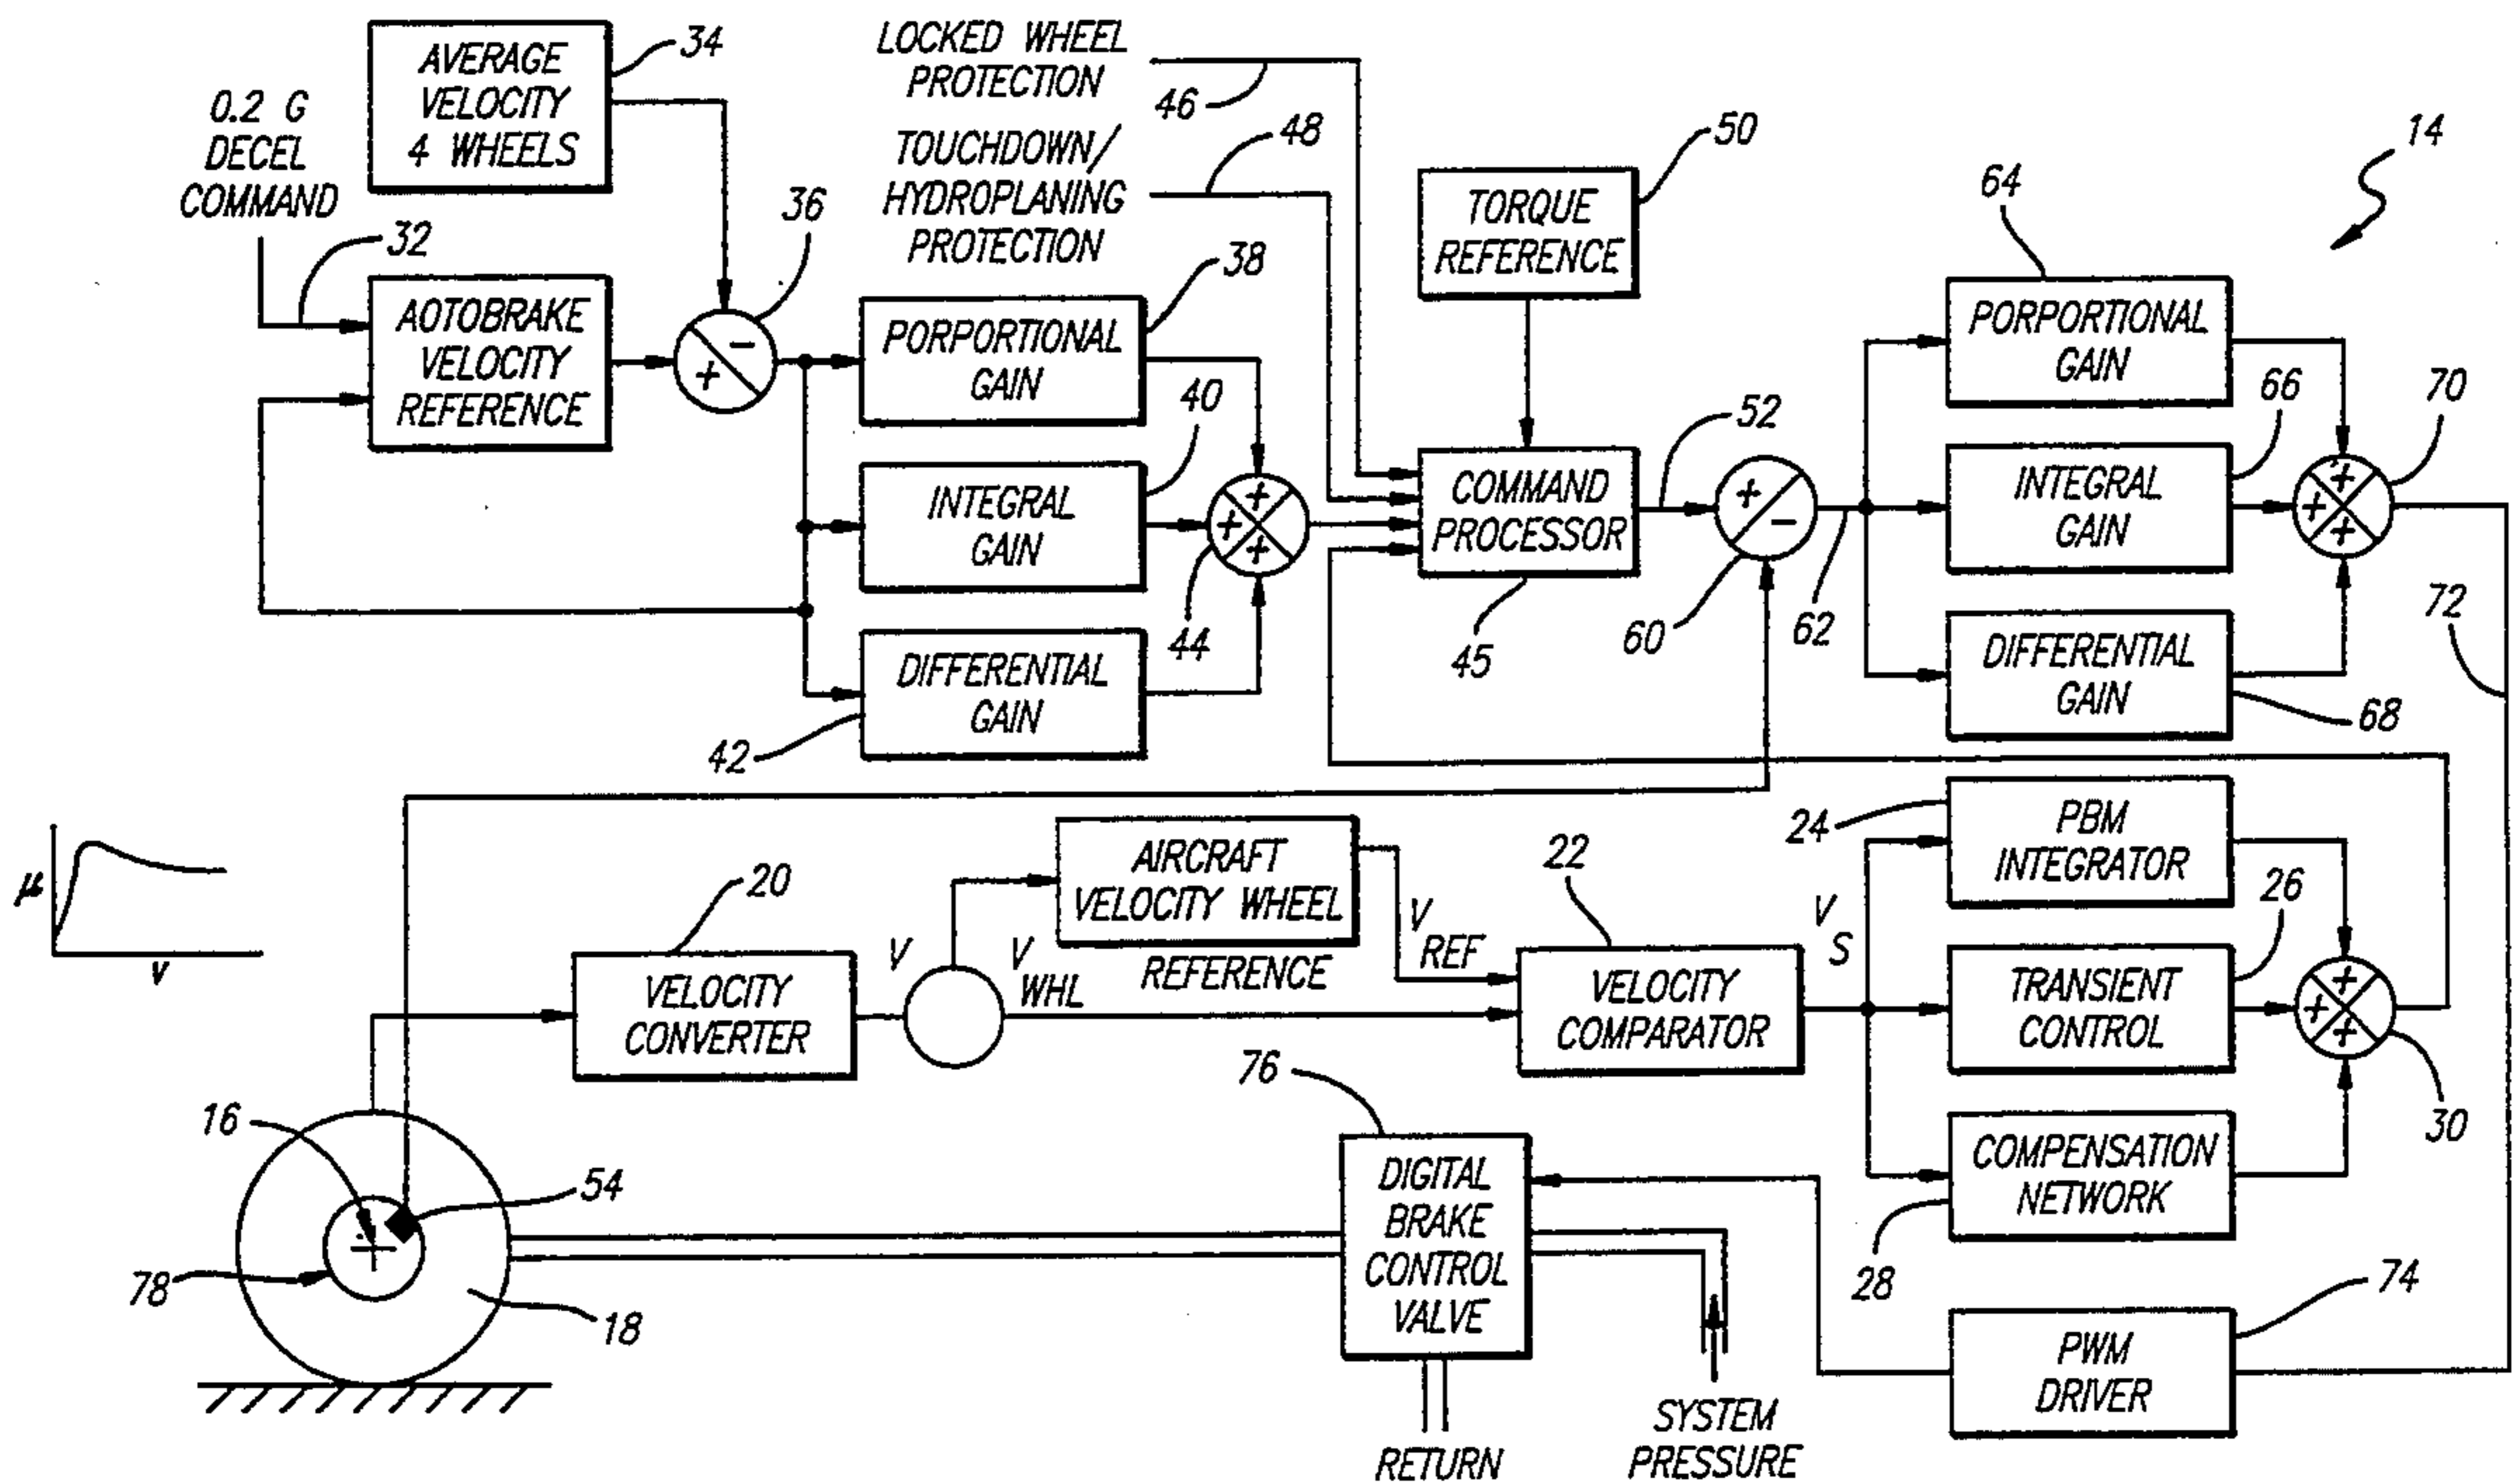 AVERAGE
VELOCITY
4 WHEELS
34
0.2 G
DECEL
COMMAND
32
AOTOBRAKE
VELOCITY
REFERENCE
36
−
+
LOCKED WHEEL
PROTECTION
46
TOUCHDOWN/
HYDROPLANING
PROTECTION
48
38
PORPORTIONAL
GAIN
40
INTEGRAL
GAIN
42
DIFFERENTIAL
GAIN
44
+
+
+
50
TORQUE
REFERENCE
COMMAND
PROCESSOR
45
52
+
−
60
62
14
64
PORPORTIONAL
GAIN
66
INTEGRAL
GAIN
68
DIFFERENTIAL
GAIN
70
+
+
+
72
μ
V
20
VELOCITY
CONVERTER
V
V
WHL
AIRCRAFT
VELOCITY WHEEL
REFERENCE
V
REF
22
VELOCITY
COMPARATOR
V
S
24
PBM
INTEGRATOR
26
TRANSIENT
CONTROL
28
COMPENSATION
NETWORK
+
+
+
30
16
54
78
18
76
DIGITAL
BRAKE
CONTROL
VALVE
RETURN
SYSTEM
PRESSURE
74
PWM
DRIVER